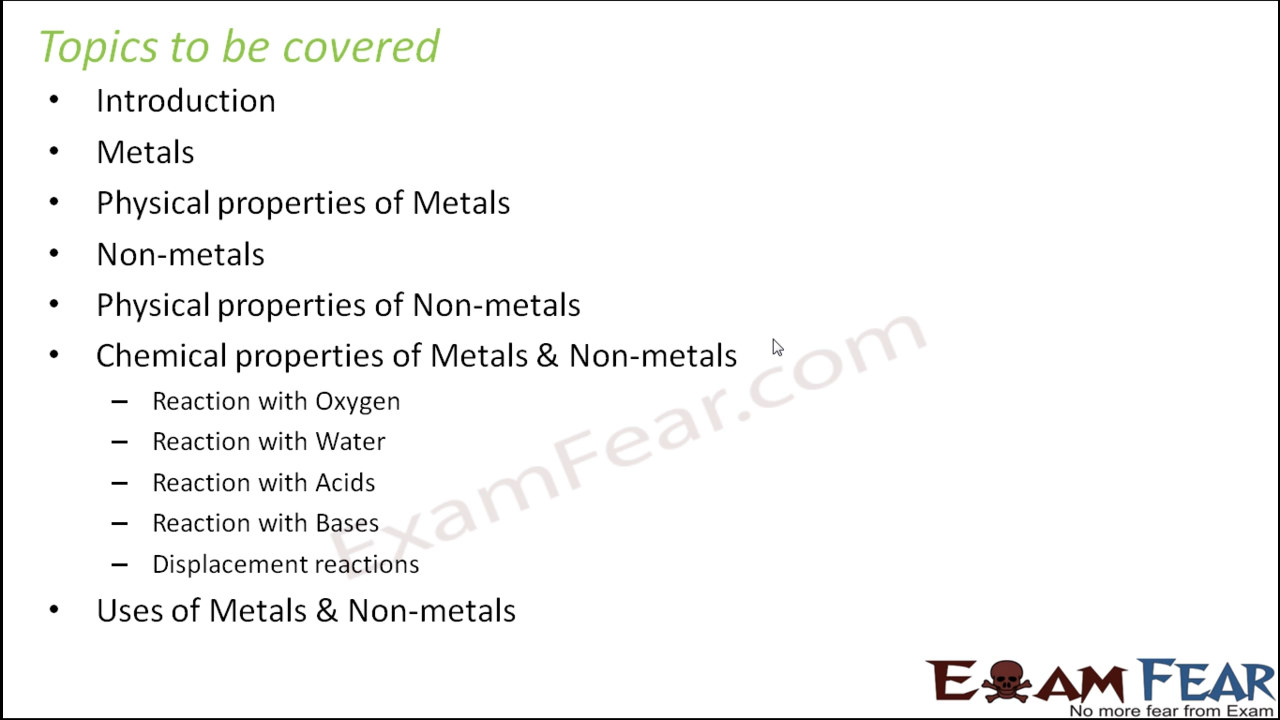 Topics to be covered
• Introduction
• Metals
• Physical properties of Metals
• Non-metals
• Physical properties of Non-metals
• Chemical properties of Metals & Non-metals
– Reaction with Oxygen
– Reaction with Water
– Reaction with Acids
– Reaction with Bases
– Displacement reactions
• Uses of Metals & Non-metals
ExamFear.com
EXAM FEAR
No more fear from Exam